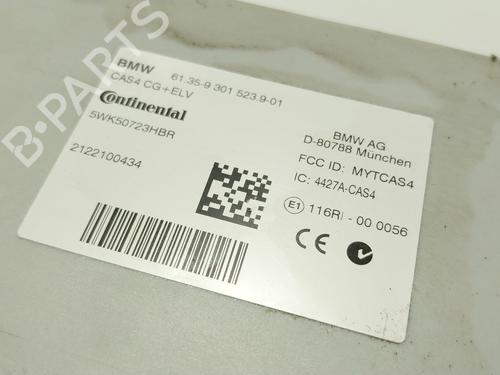 BMW 61.35-9 301 523.9-01
CAS4 CG+ELV
Continental
5WK50723HBR
2122100434
BMW AG
D-80788 München
FCC ID: MYTCAS4
IC: 4427A-CAS4
E1 116RI - 00 0056
CE
B-PARTS